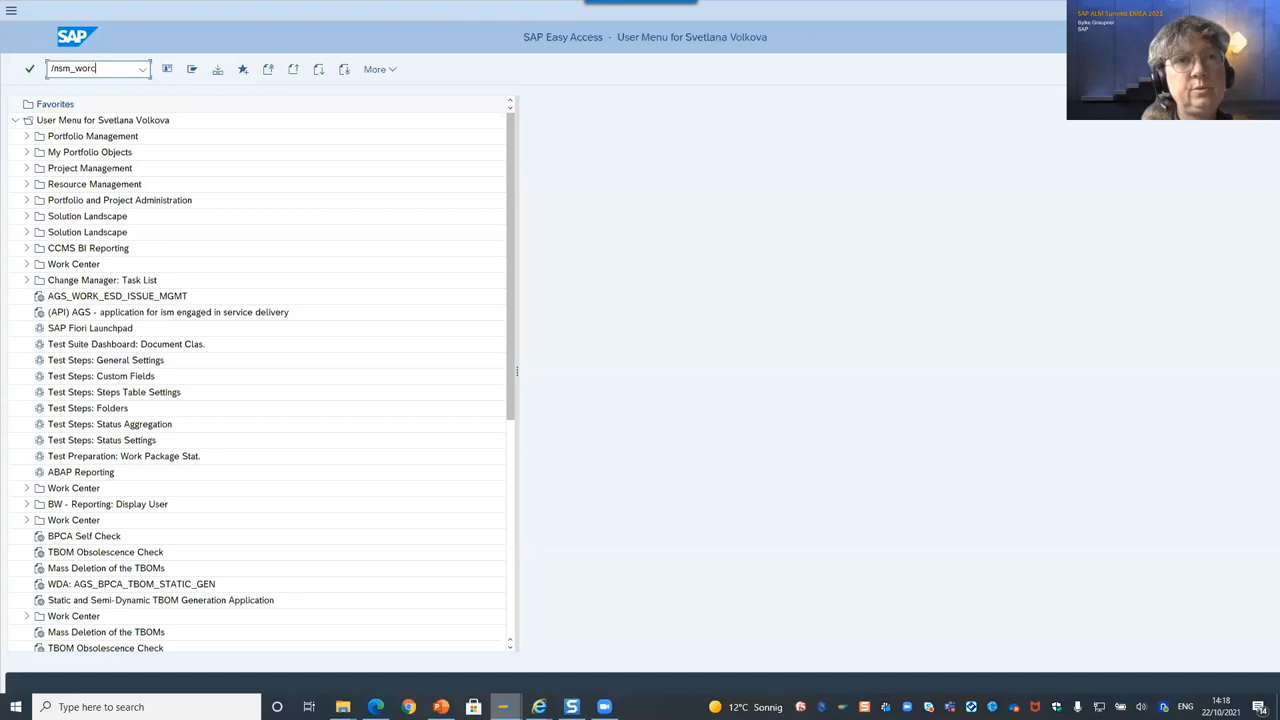 SAP
SAP Easy Access - User Menu for Svetlana Volkova
/nsm_worc
More
Favorites
User Menu for Svetlana Volkova
Portfolio Management
My Portfolio Objects
Project Management
Resource Management
Portfolio and Project Administration
Solution Landscape
Solution Landscape
CCMS BI Reporting
Work Center
Change Manager: Task List
AGS_WORK_ESD_ISSUE_MGMT
(API) AGS - application for ism engaged in service delivery
SAP Fiori Launchpad
Test Suite Dashboard: Document Clas.
Test Steps: General Settings
Test Steps: Custom Fields
Test Steps: Steps Table Settings
Test Steps: Folders
Test Steps: Status Aggregation
Test Steps: Status Settings
Test Preparation: Work Package Stat.
ABAP Reporting
Work Center
BW - Reporting: Display User
Work Center
BPCA Self Check
TBOM Obsolescence Check
Mass Deletion of the TBOMs
WDA: AGS_BPCA_TBOM_STATIC_GEN
Static and Semi-Dynamic TBOM Generation Application
Work Center
Mass Deletion of the TBOMs
TBOM Obsolescence Check
SAP ALM Summit EMEA 2021
Sylke Graupner
SAP
Type here to search
12°C Sonnig
ENG
14:18
22/10/2021
14